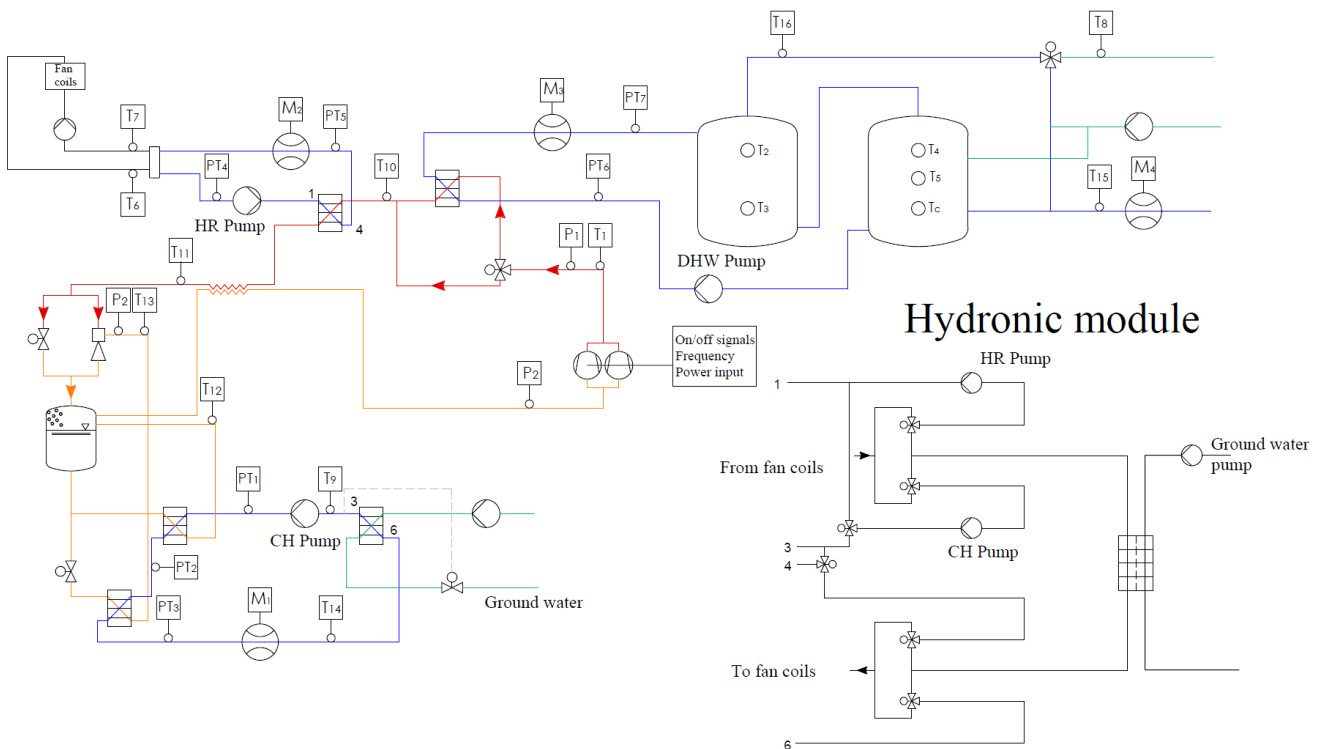 T16
T8
Fan
coils
T7
M2
PT5
M3
PT7
PT4
T10
PT6
T2
T4
T5
T3
Tc
T15
M4
T6
1
HR Pump
4
T11
P1
T1
DHW Pump
P2
T13
Hydronic module
On/off signals
Frequency
Power input
P2
T12
HR Pump
1
Ground water
pump
From fan coils
PT1
T9
3
6
CH Pump
CH Pump
3
4
PT2
PT3
M1
T14
Ground water
To fan coils
6